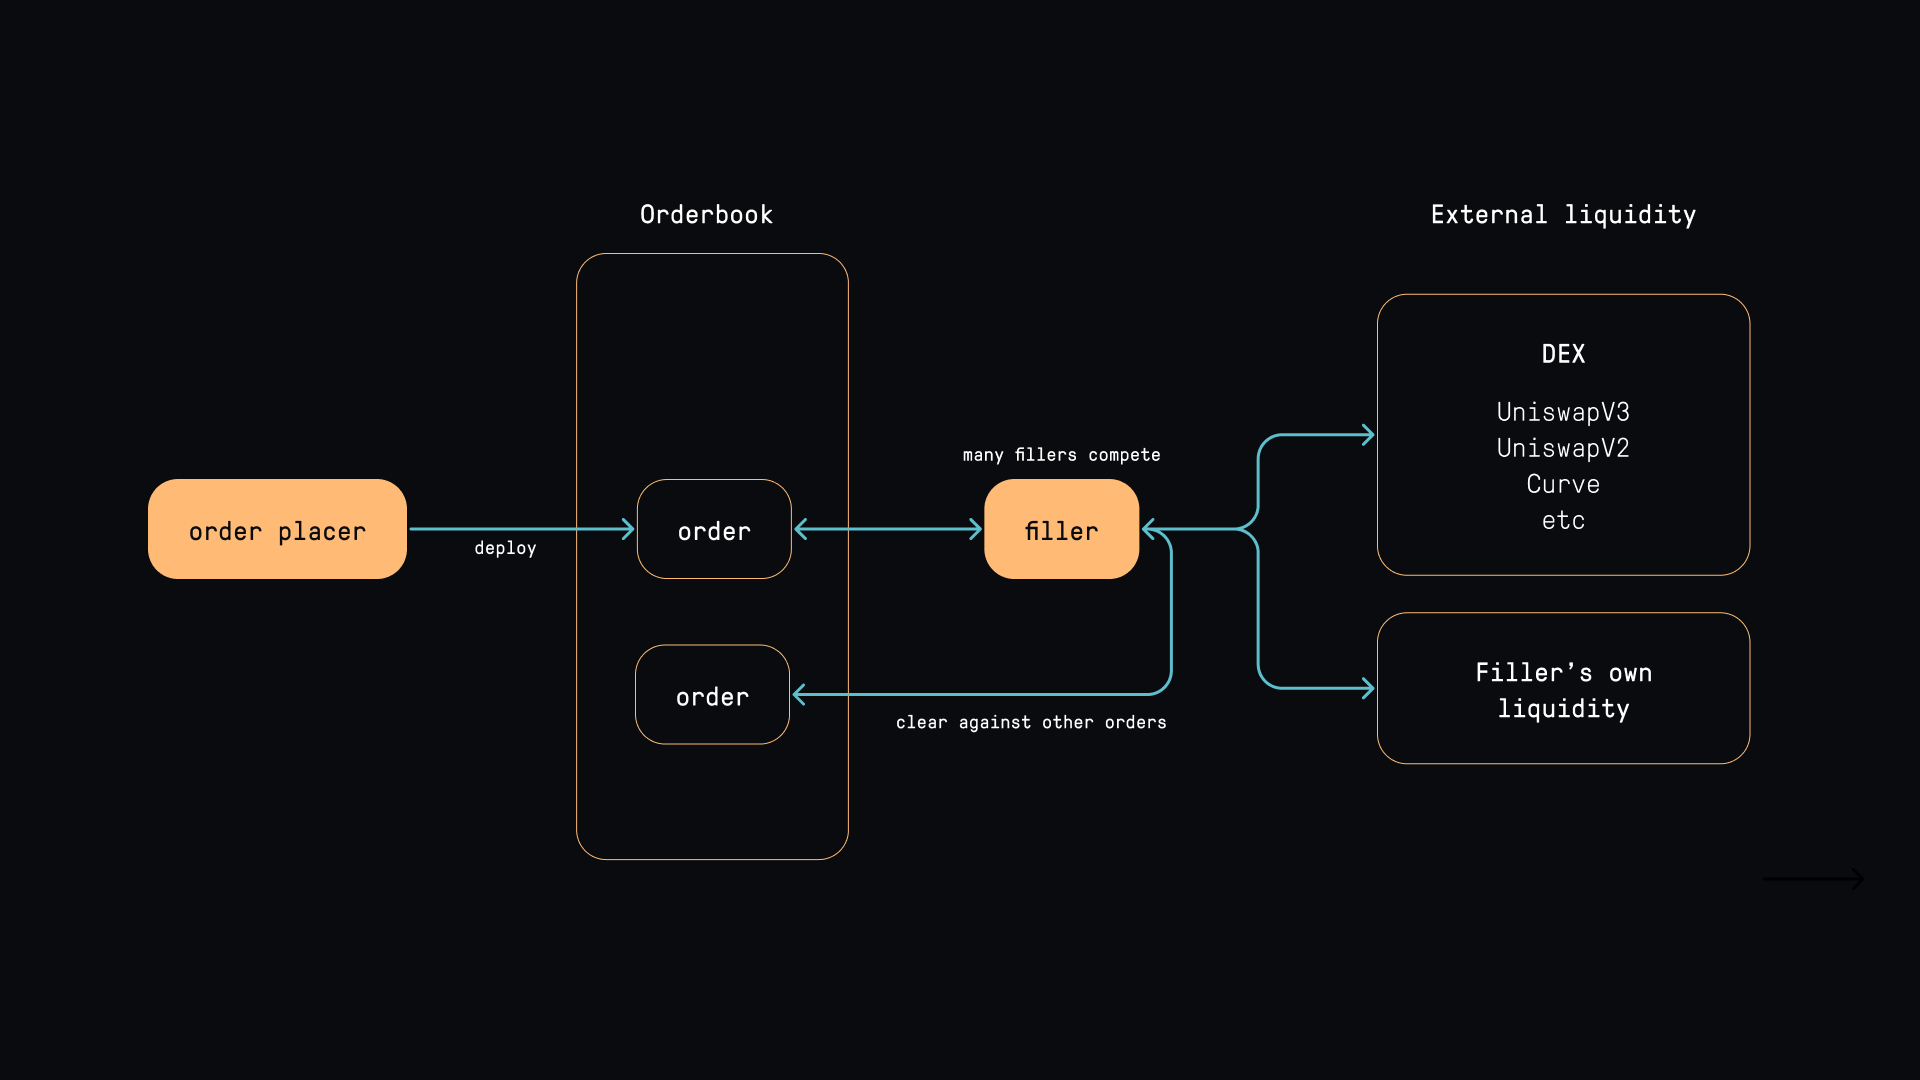 Orderbook
External liquidity
DEX
UniswapV3
UniswapV2
Curve
etc
many fillers compete
order placer
deploy
order
filler
order
clear against other orders
Filler’s own
liquidity